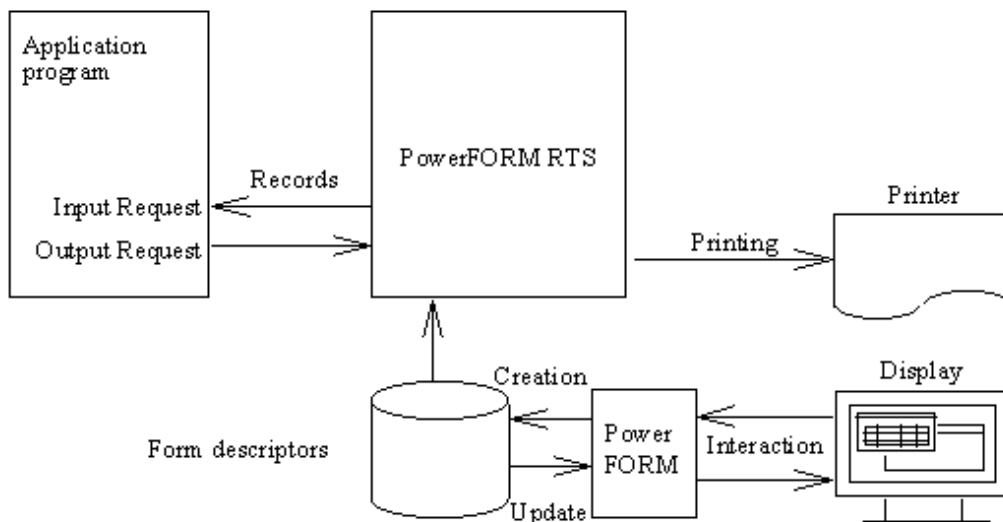 Application
program
PowerFORM RTS
Records
Input Request
Output Request
Printer
Printing
Creation
Display
Form descriptors
Power
FORM
Interaction
Update